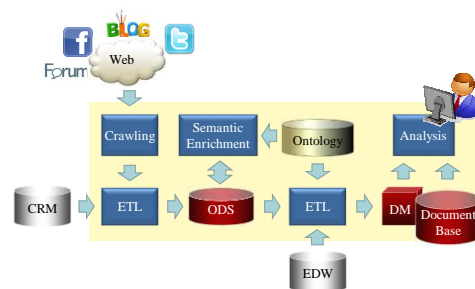 BLOG
f
t
Forum
Web
Crawling
Semantic
Enrichment
Ontology
Analysis
CRM
ETL
ODS
ETL
DM
Document
Base
EDW